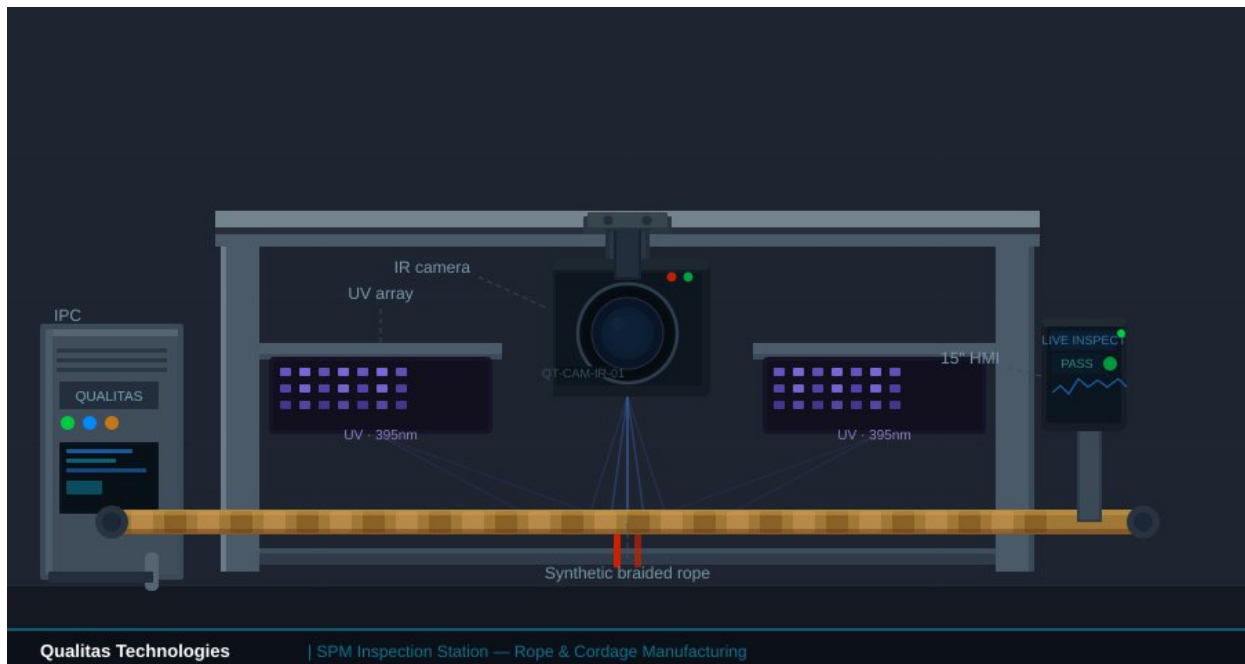 IR camera
UV array
IPC
LIVE INSPECT
15" HMI
PASS
QT-CAM-IR-01
QUALITAS
UV · 395nm
UV · 395nm
Synthetic braided rope
Qualitas Technologies | SPM Inspection Station — Rope & Cordage Manufacturing